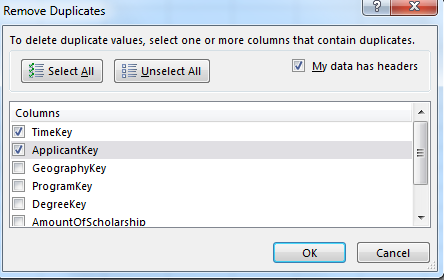 Remove Duplicates
To delete duplicate values, select one or more columns that contain duplicates.
Select All
Unselect All
My data has headers
Columns
TimeKey
ApplicantKey
GeographyKey
ProgramKey
DegreeKey
AmountOfScholarship
OK
Cancel